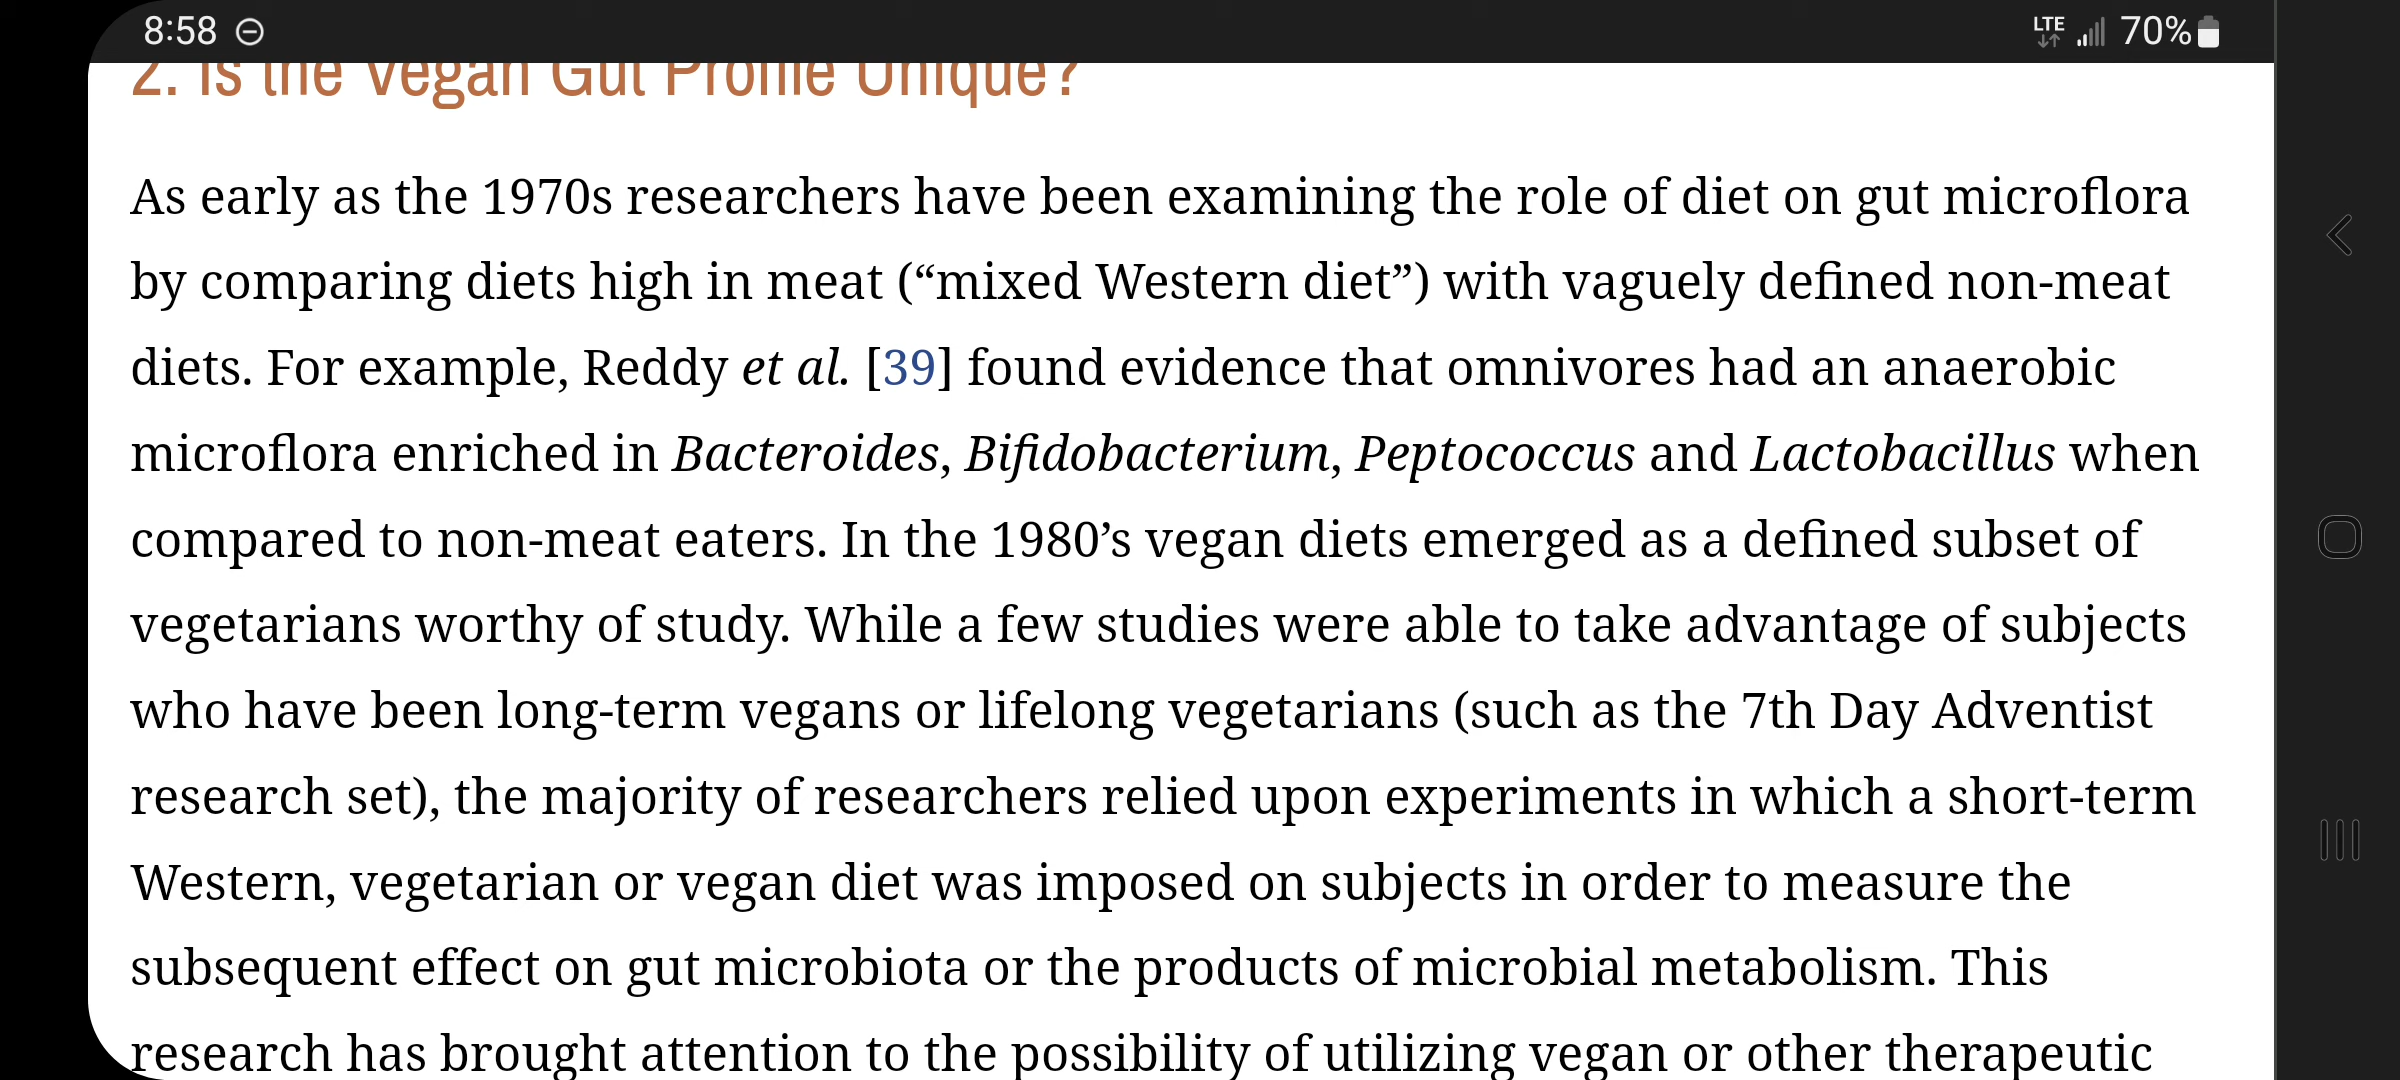 8:58
LTE 70%
2. Is the Vegan Gut Profile Unique?
As early as the 1970s researchers have been examining the role of diet on gut microflora
by comparing diets high in meat (“mixed Western diet”) with vaguely defined non-meat
diets. For example, Reddy et al. [39] found evidence that omnivores had an anaerobic
microflora enriched in Bacteroides, Bifidobacterium, Peptococcus and Lactobacillus when
compared to non-meat eaters. In the 1980’s vegan diets emerged as a defined subset of
vegetarians worthy of study. While a few studies were able to take advantage of subjects
who have been long-term vegans or lifelong vegetarians (such as the 7th Day Adventist
research set), the majority of researchers relied upon experiments in which a short-term
Western, vegetarian or vegan diet was imposed on subjects in order to measure the
subsequent effect on gut microbiota or the products of microbial metabolism. This
research has brought attention to the possibility of utilizing vegan or other therapeutic